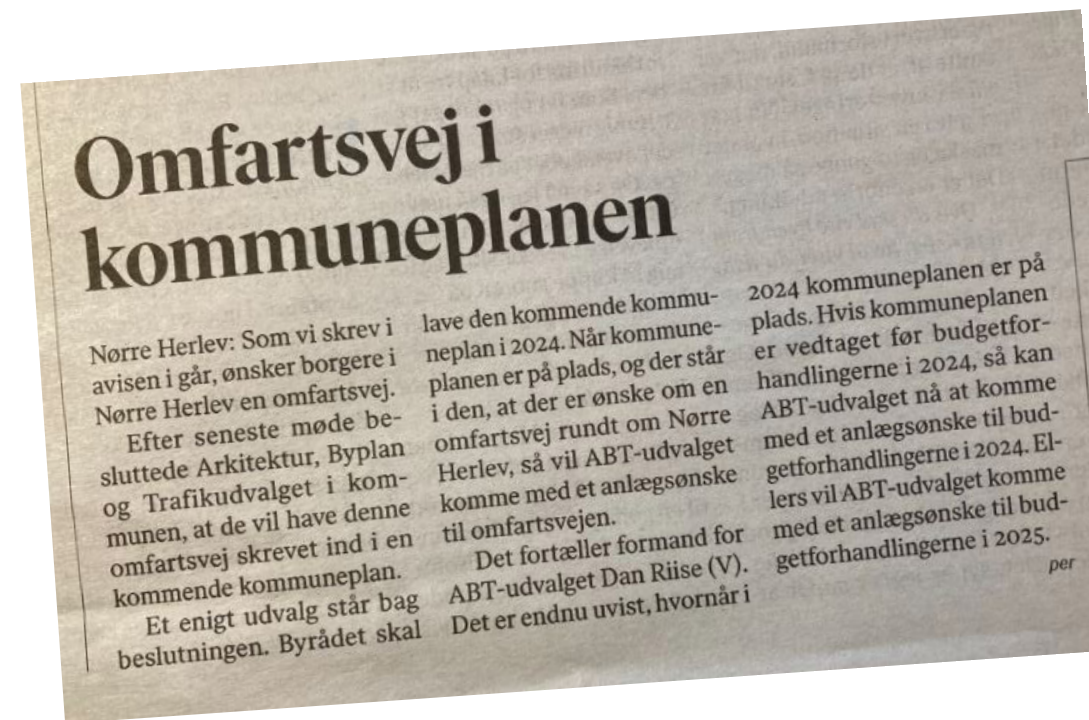 Omfartsvej i
kommuneplanen
Nørre Herlev: Som vi skrev i
avisen i går, ønsker borgere i
Nørre Herlev en omfartsvej.
Efter seneste møde be-
sluttede Arkitektur, Byplan
og Trafikudvalget i kom-
munen, at de vil have denne
omfartsvej skrevet ind i en
kommende kommuneplan.
Et enigt udvalg står bag
beslutningen. Byrådet skal
lave den kommende kommu-
neplan i 2024. Når kommune-
planen er på plads, og der står
i den, at der er ønske om en
omfartsvej rundt om Nørre
Herlev, så vil ABT-udvalget
komme med et anlægsønske
til omfartsvejen.
Det fortæller formand for
ABT-udvalget Dan Riise (V).
Det er endnu uvist, hvornår i
2024 kommuneplanen er på
plads. Hvis kommuneplanen
er vedtaget før budgetfor-
handlingerne i 2024, så kan
ABT-udvalget nå at komme
med et anlægsønske til bud-
getforhandlingerne i 2024. El-
lers vil ABT-udvalget komme
med et anlægsønske til bud-
getforhandlingerne i 2025.
per